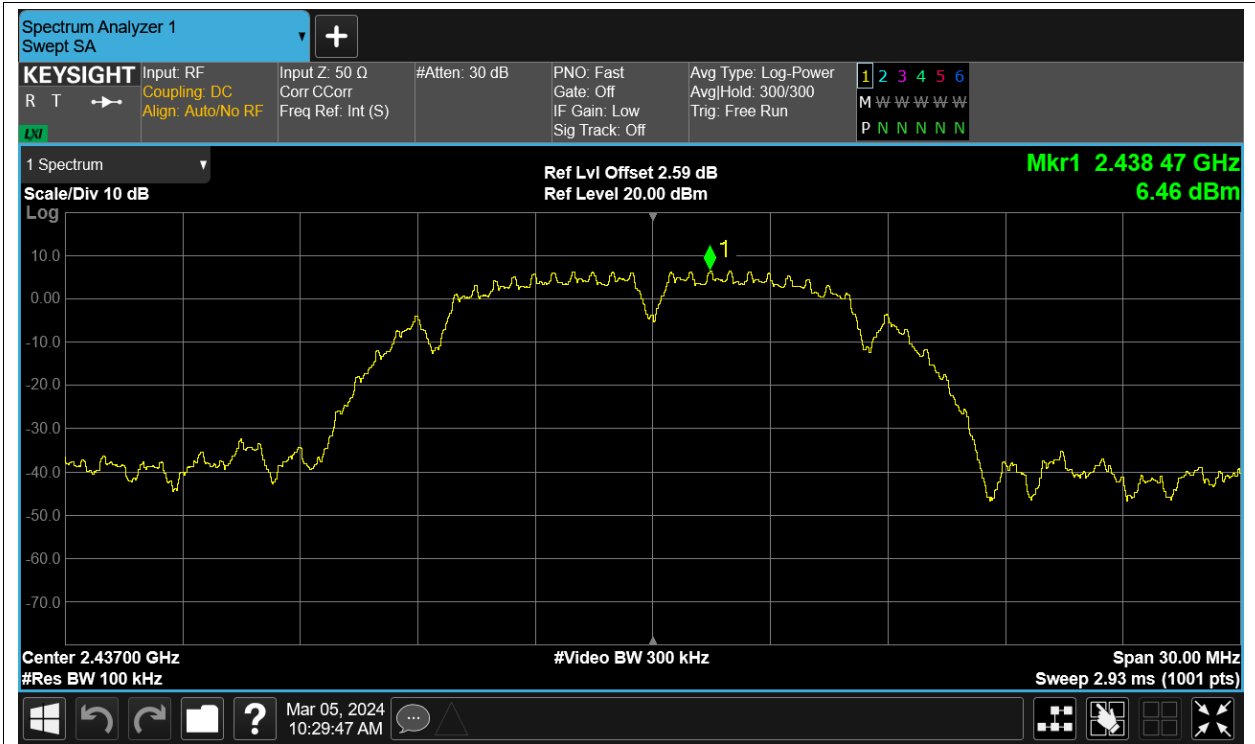 Spectrum Analyzer 1
Swept SA
+
KEYSIGHT
R T
LXI
Input: RF
Coupling: DC
Align: Auto/No RF
Input Z: 50 Ω
Corr CCorr
Freq Ref: Int (S)
#Atten: 30 dB
PNO: Fast
Gate: Off
IF Gain: Low
Sig Track: Off
Avg Type: Log-Power
Avg|Hold: 300/300
Trig: Free Run
1 2 3 4 5 6
M W W W W W
P N N N N N
1 Spectrum
Scale/Div 10 dB
Log
Ref Lvl Offset 2.59 dB
Ref Level 20.00 dBm
Mkr1 2.438 47 GHz
6.46 dBm
1
10.0
0.00
-10.0
-20.0
-30.0
-40.0
-50.0
-60.0
-70.0
Center 2.43700 GHz
#Res BW 100 kHz
#Video BW 300 kHz
Span 30.00 MHz
Sweep 2.93 ms (1001 pts)
?
Mar 05, 2024
10:29:47 AM